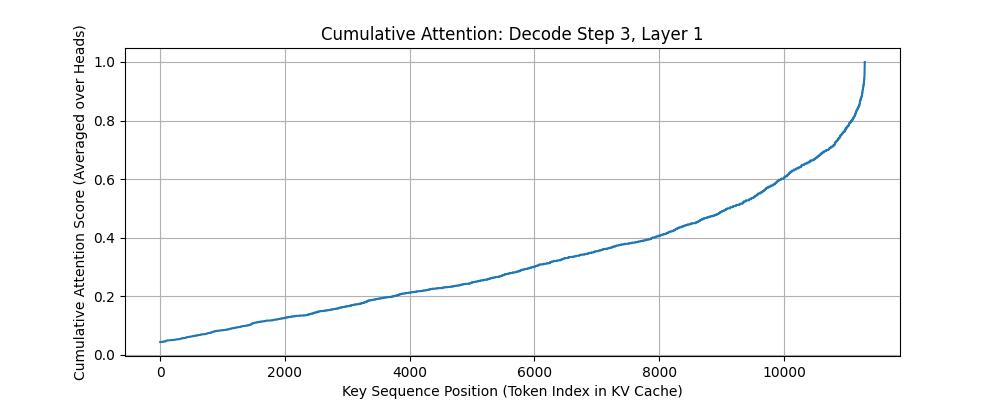 Cumulative Attention: Decode Step 3, Layer 1
Cumulative Attention Score (Averaged over Heads)
1.0
0.8
0.6
0.4
0.2
0.0
0 2000 4000 6000 8000 10000
Key Sequence Position (Token Index in KV Cache)